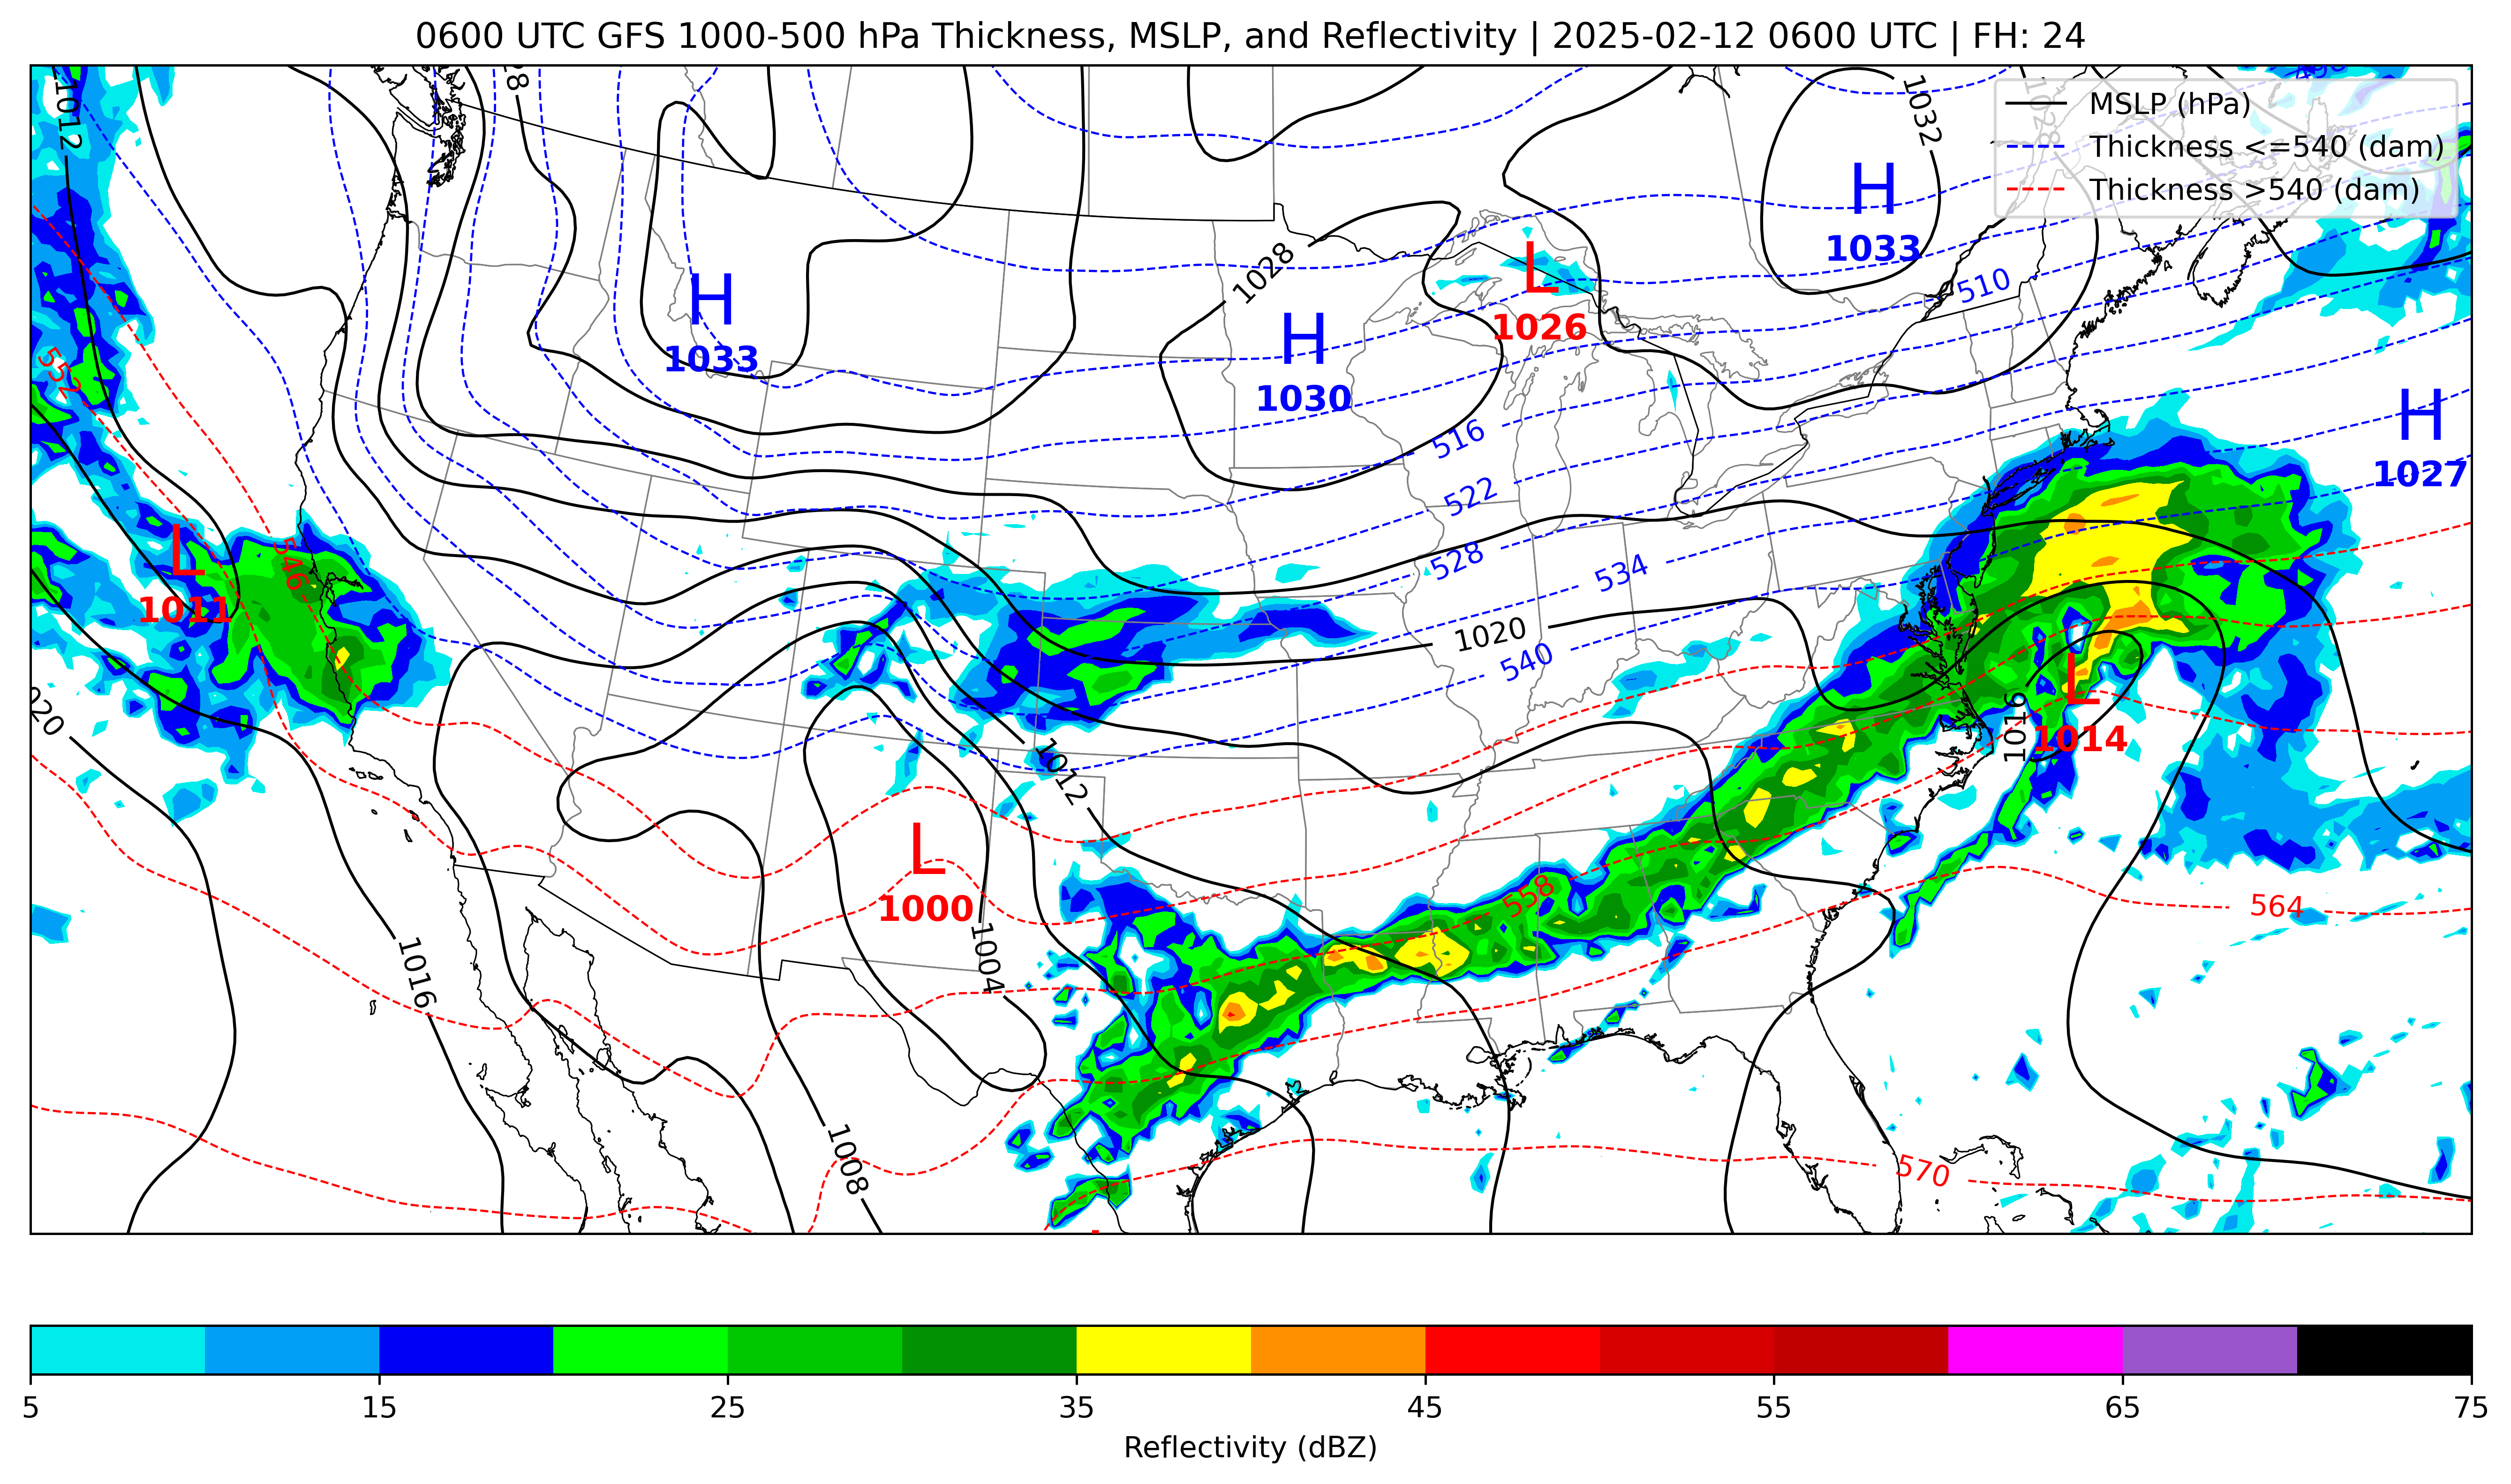 0600 UTC GFS 1000-500 hPa Thickness, MSLP, and Reflectivity | 2025-02-12 0600 UTC | FH: 24
MSLP (hPa)
Thickness <=540 (dam)
Thickness >540 (dam)
1012
1032
H
1033
H
1033
L
1026
1028
H
1030
510
H
1027
552
516
522
528
534
540
546
L
1011
1020
L
1014
1016
1012
L
1000
1004
1016
1008
558
564
570
5
15
25
35
45
55
65
75
Reflectivity (dBZ)